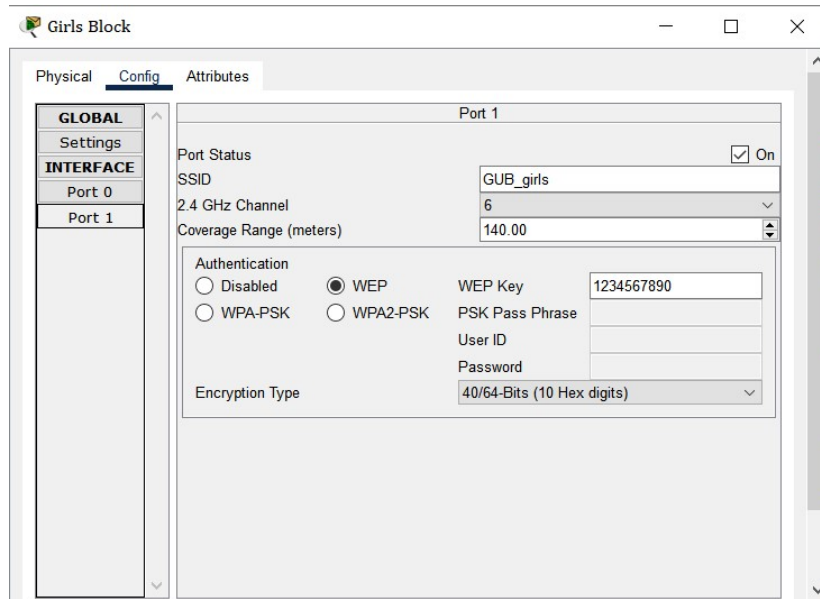 Girls Block
Physical Config Attributes
GLOBAL
Settings
INTERFACE
Port 0
Port 1
Port 1
Port Status On
SSID GUB_girls
2.4 GHz Channel 6
Coverage Range (meters) 140.00
Authentication
Disabled WEP WEP Key 1234567890
WPA-PSK WPA2-PSK PSK Pass Phrase
User ID
Password
Encryption Type 40/64-Bits (10 Hex digits)